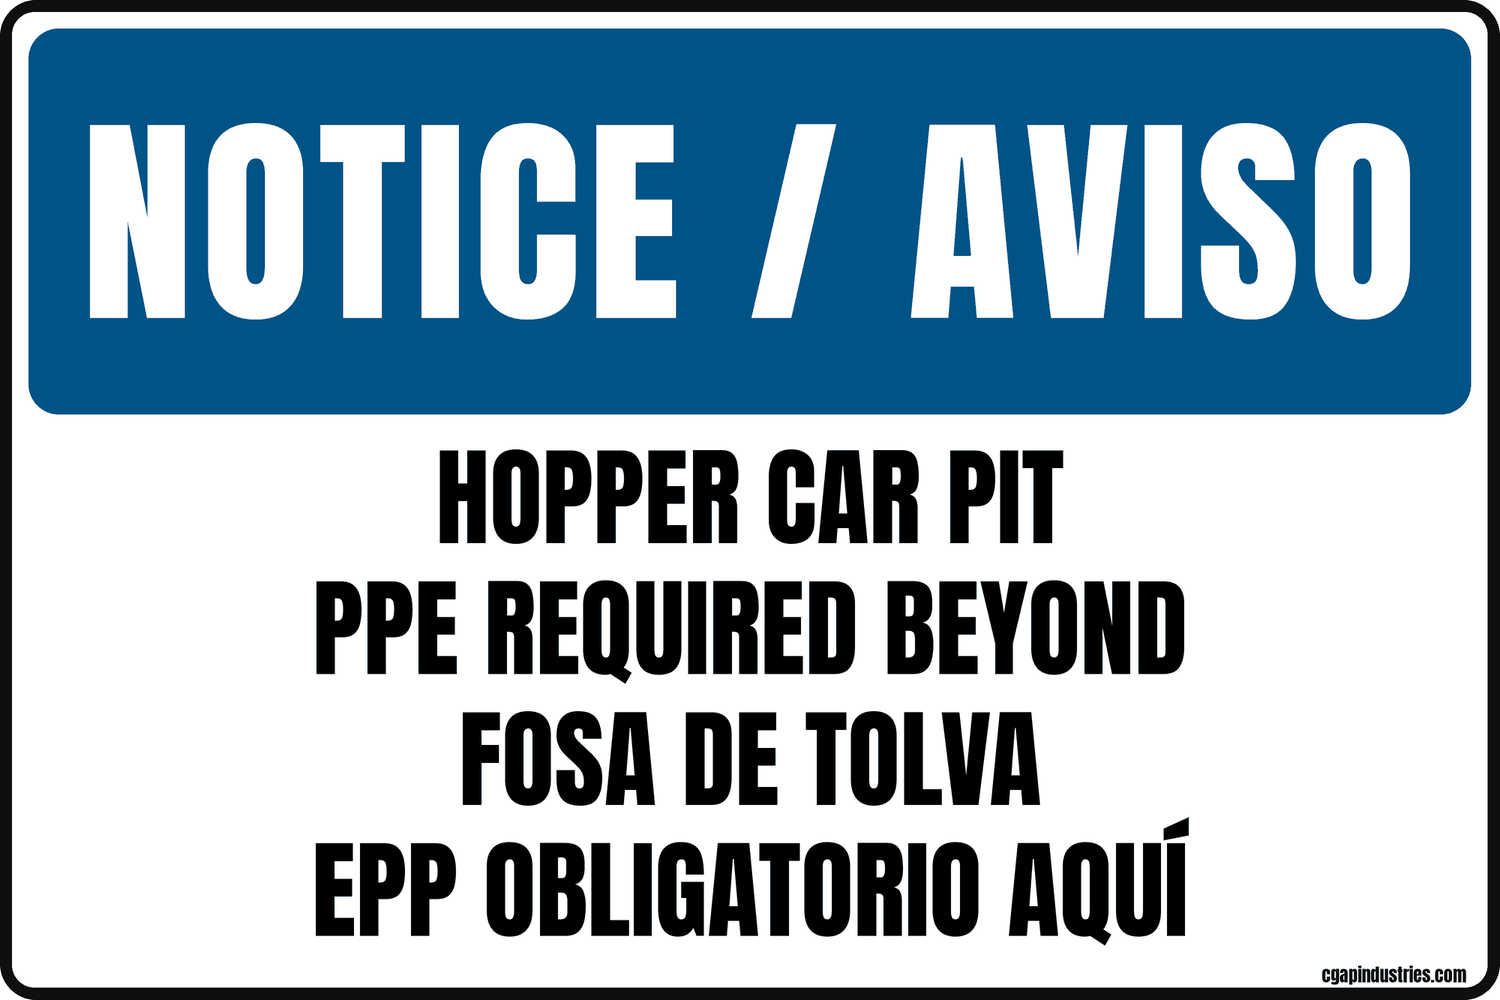 NOTICE / AVISO
HOPPER CAR PIT
PPE REQUIRED BEYOND
FOSA DE TOLVA
EPP OBLIGATORIO AQUÍ
cgapindustries.com